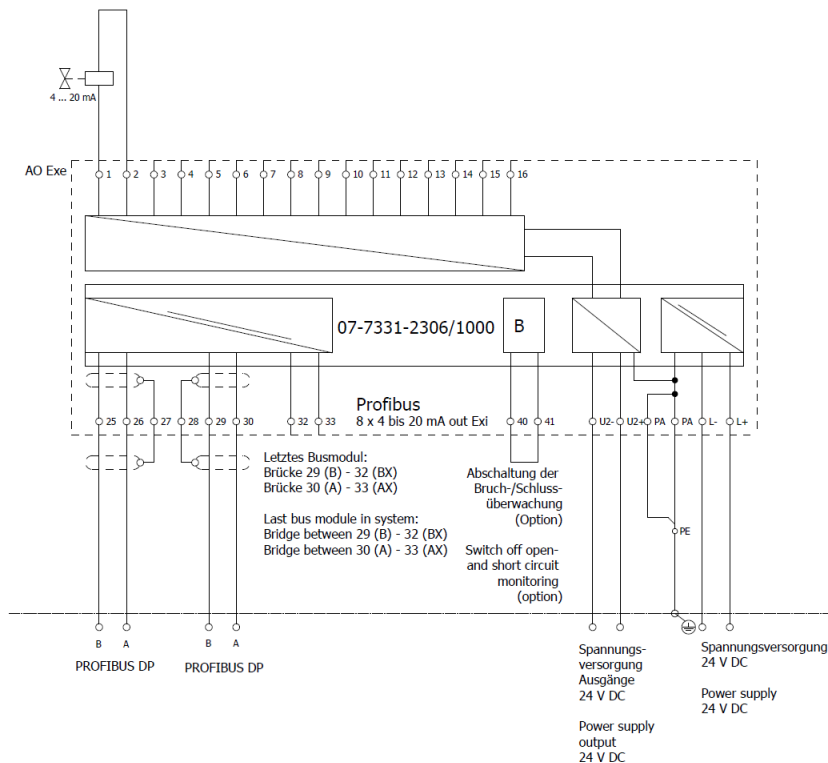 4 ... 20 mA
AO Exe
1 2 3 4 5 6 7 8 9 10 11 12 13 14 15 16
07-7331-2306/1000
B
Profibus
8 x 4 bis 20 mA out Exi
25 26 27 28 29 30 32 33 40 41 U2- U2+ PA PA L- L+
Letztes Busmodul:
Brücke 29 (B) - 32 (BX)
Brücke 30 (A) - 33 (AX)
Last bus module in system:
Bridge between 29 (B) - 32 (BX)
Bridge between 30 (A) - 33 (AX)
Abschaltung der
Bruch-/Schluss-
überwachung
(Option)
Switch off open-
and short circuit
monitoring
(option)
PE
B A B A
PROFIBUS DP PROFIBUS DP
Spannungs-
versorgung
Ausgänge
24 V DC
Power supply
output
24 V DC
Spannungsversorgung
24 V DC
Power supply
24 V DC